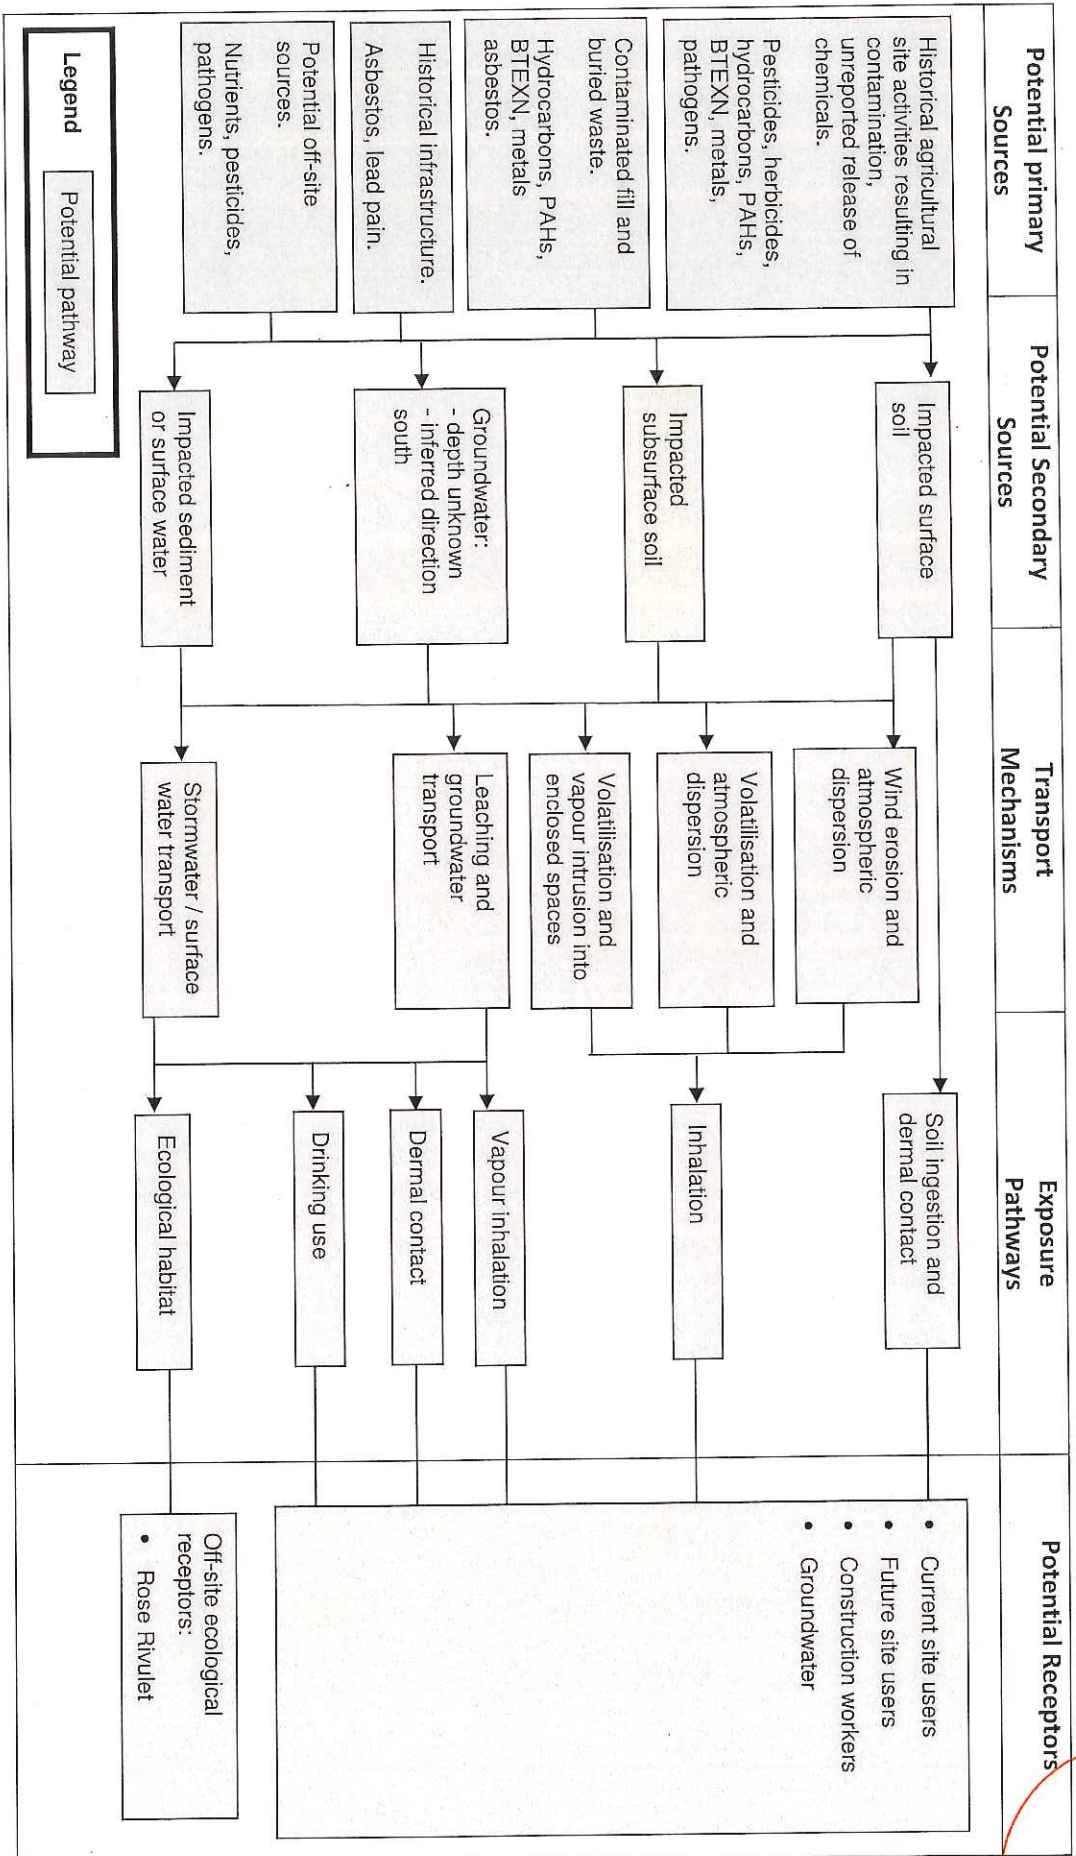 Potential primary
Sources
Potential Secondary
Sources
Transport
Mechanisms
Exposure
Pathways
Potential Receptors
Historical agricultural
site activities resulting in
contamination,
unreported release of
chemicals.
Pesticides, herbicides,
hydrocarbons, PAHs,
BTEXN, metals,
pathogens.
Contaminated fill and
buried waste.
Hydrocarbons, PAHs,
BTEXN, metals
asbestos.
Historical infrastructure.
Asbestos, lead pain.
Potential off-site
sources.
Nutrients, pesticides,
pathogens.
Impacted surface
soil
Impacted
subsurface soil
Groundwater:
- depth unknown
- inferred direction
south
Impacted sediment
or surface water
Wind erosion and
atmospheric
dispersion
Volatilisation and
atmospheric
dispersion
Volatilisation and
vapour intrusion into
enclosed spaces
Leaching and
groundwater
transport
Stormwater / surface
water transport
Soil ingestion and
dermal contact
Inhalation
Vapour inhalation
Dermal contact
Drinking use
Ecological habitat
• Current site users
• Future site users
• Construction workers
• Groundwater
Off-site ecological
receptors:
• Rose Rivulet
Legend
Potential pathway